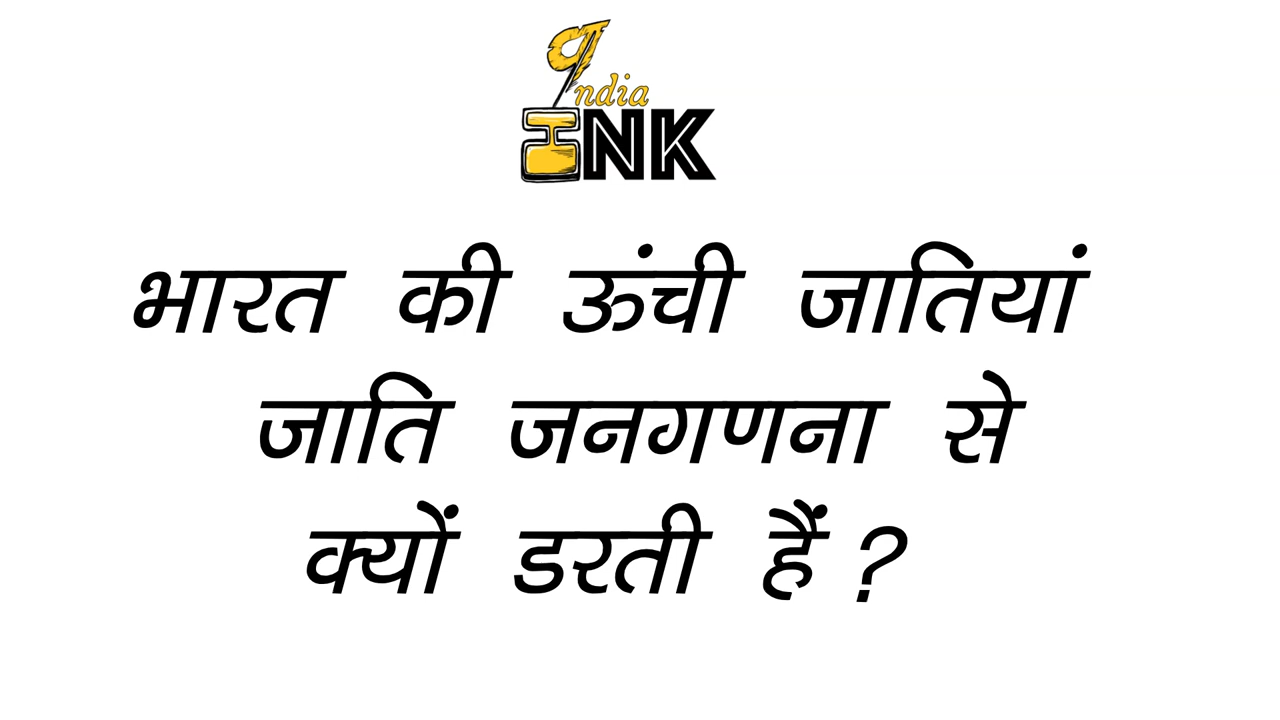 India
INK
भारत की ऊंची जातियां
जाति जनगणना से
क्यों डरती हैं?